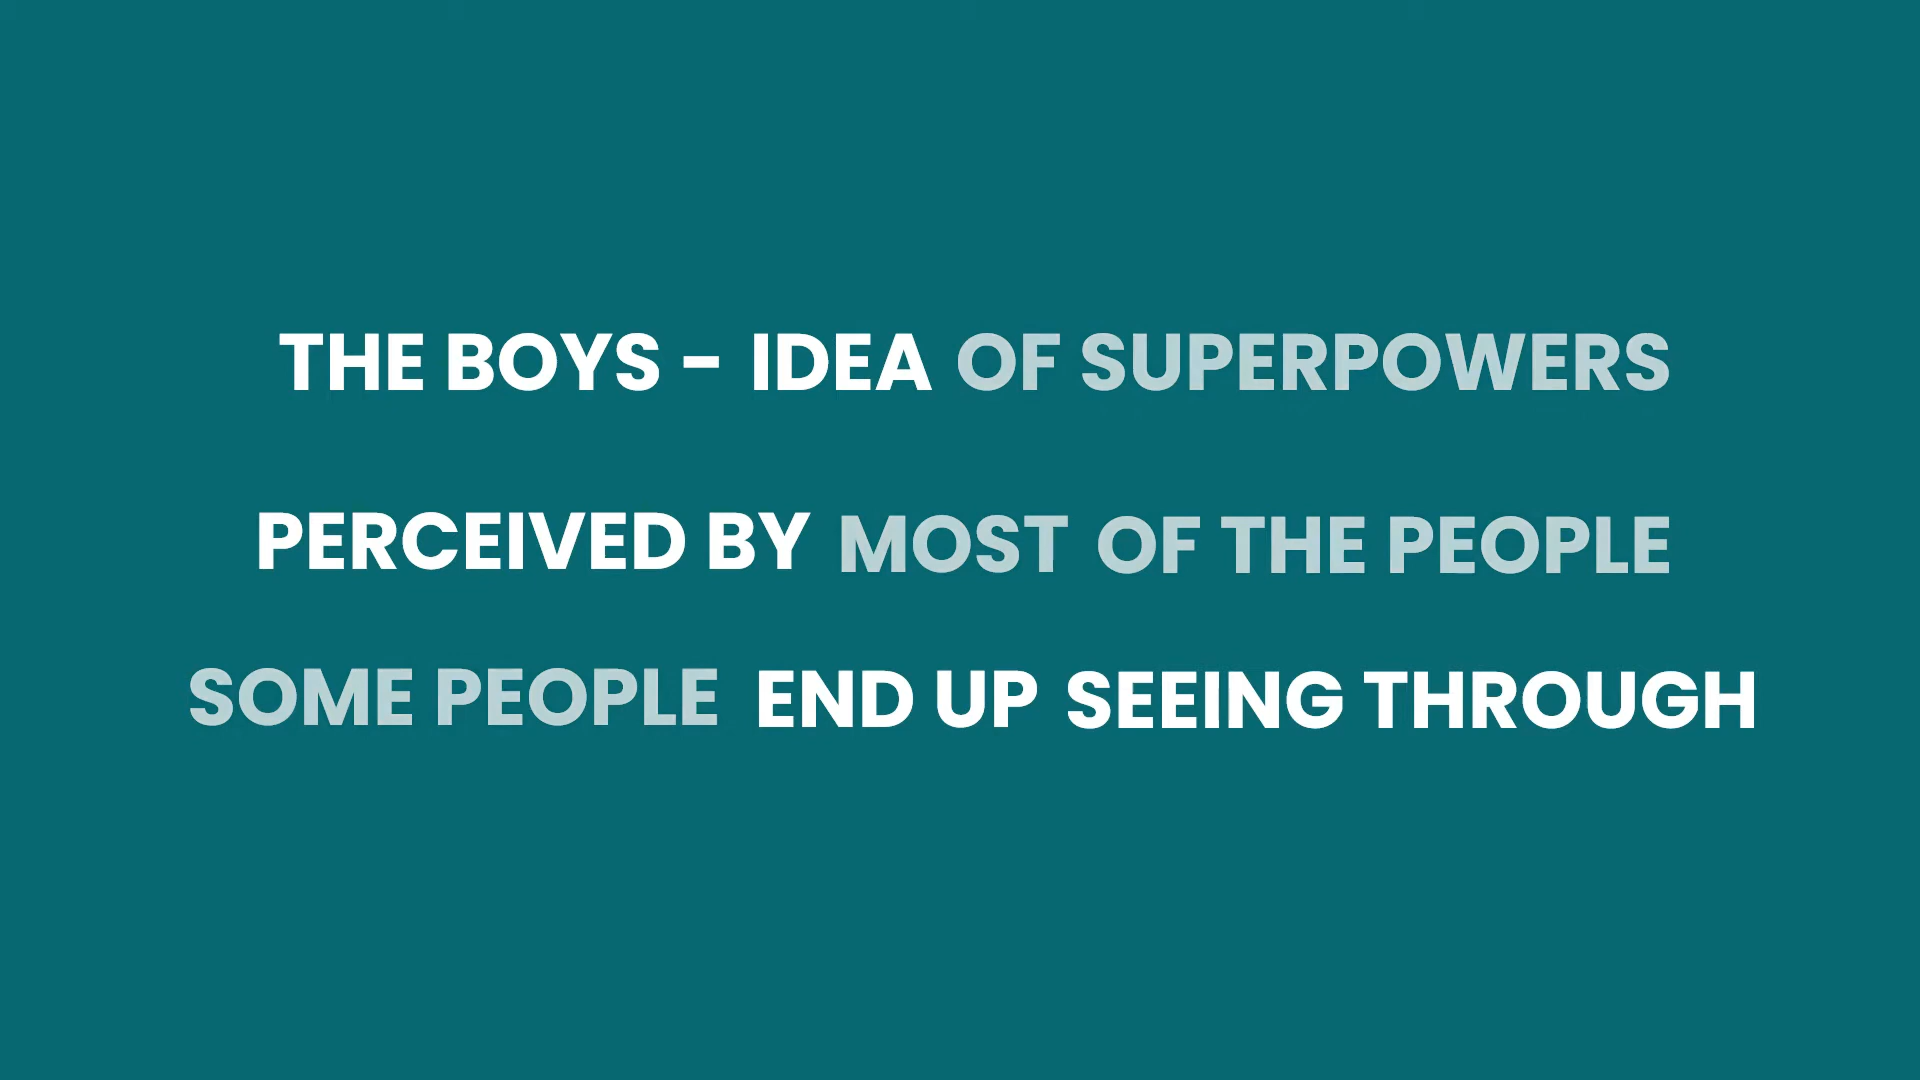 THE BOYS – IDEA OF SUPERPOWERS
PERCEIVED BY MOST OF THE PEOPLE
SOME PEOPLE END UP SEEING THROUGH